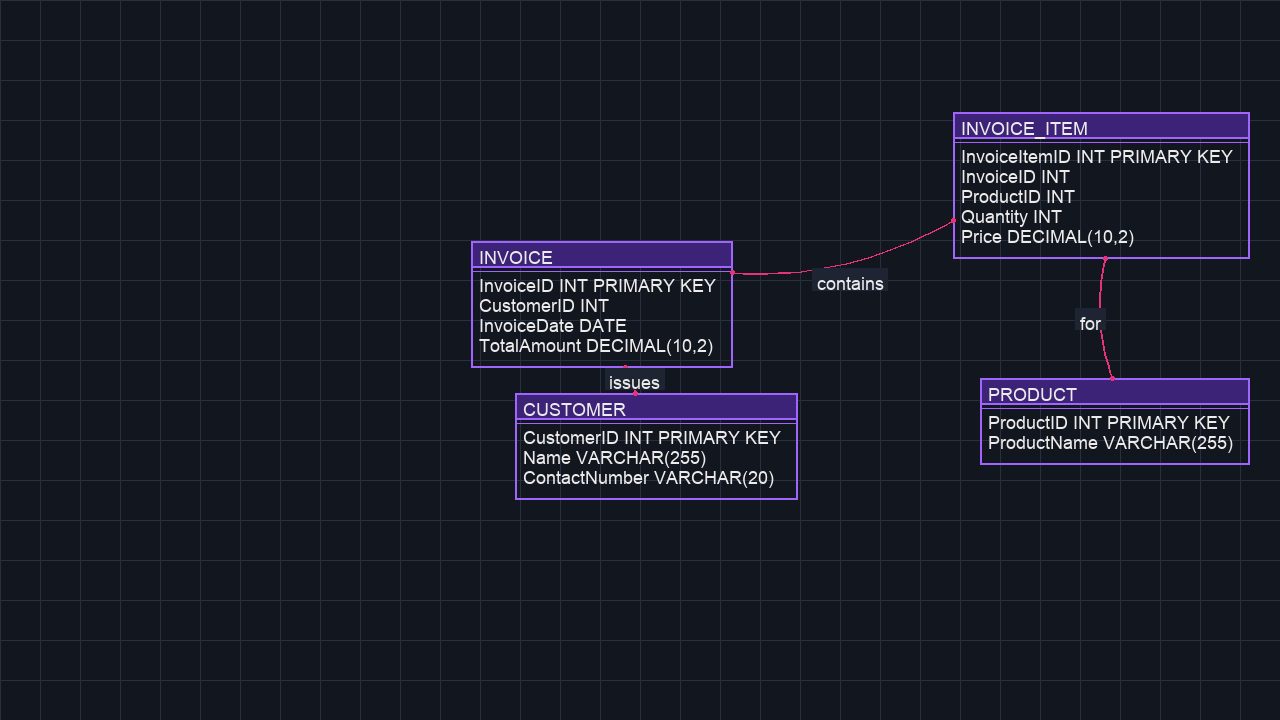 INVOICE_ITEM
InvoiceItemID INT PRIMARY KEY
InvoiceID INT
ProductID INT
Quantity INT
Price DECIMAL(10,2)
INVOICE
InvoiceID INT PRIMARY KEY
CustomerID INT
InvoiceDate DATE
TotalAmount DECIMAL(10,2)
contains
for
issues
CUSTOMER
CustomerID INT PRIMARY KEY
Name VARCHAR(255)
ContactNumber VARCHAR(20)
PRODUCT
ProductID INT PRIMARY KEY
ProductName VARCHAR(255)